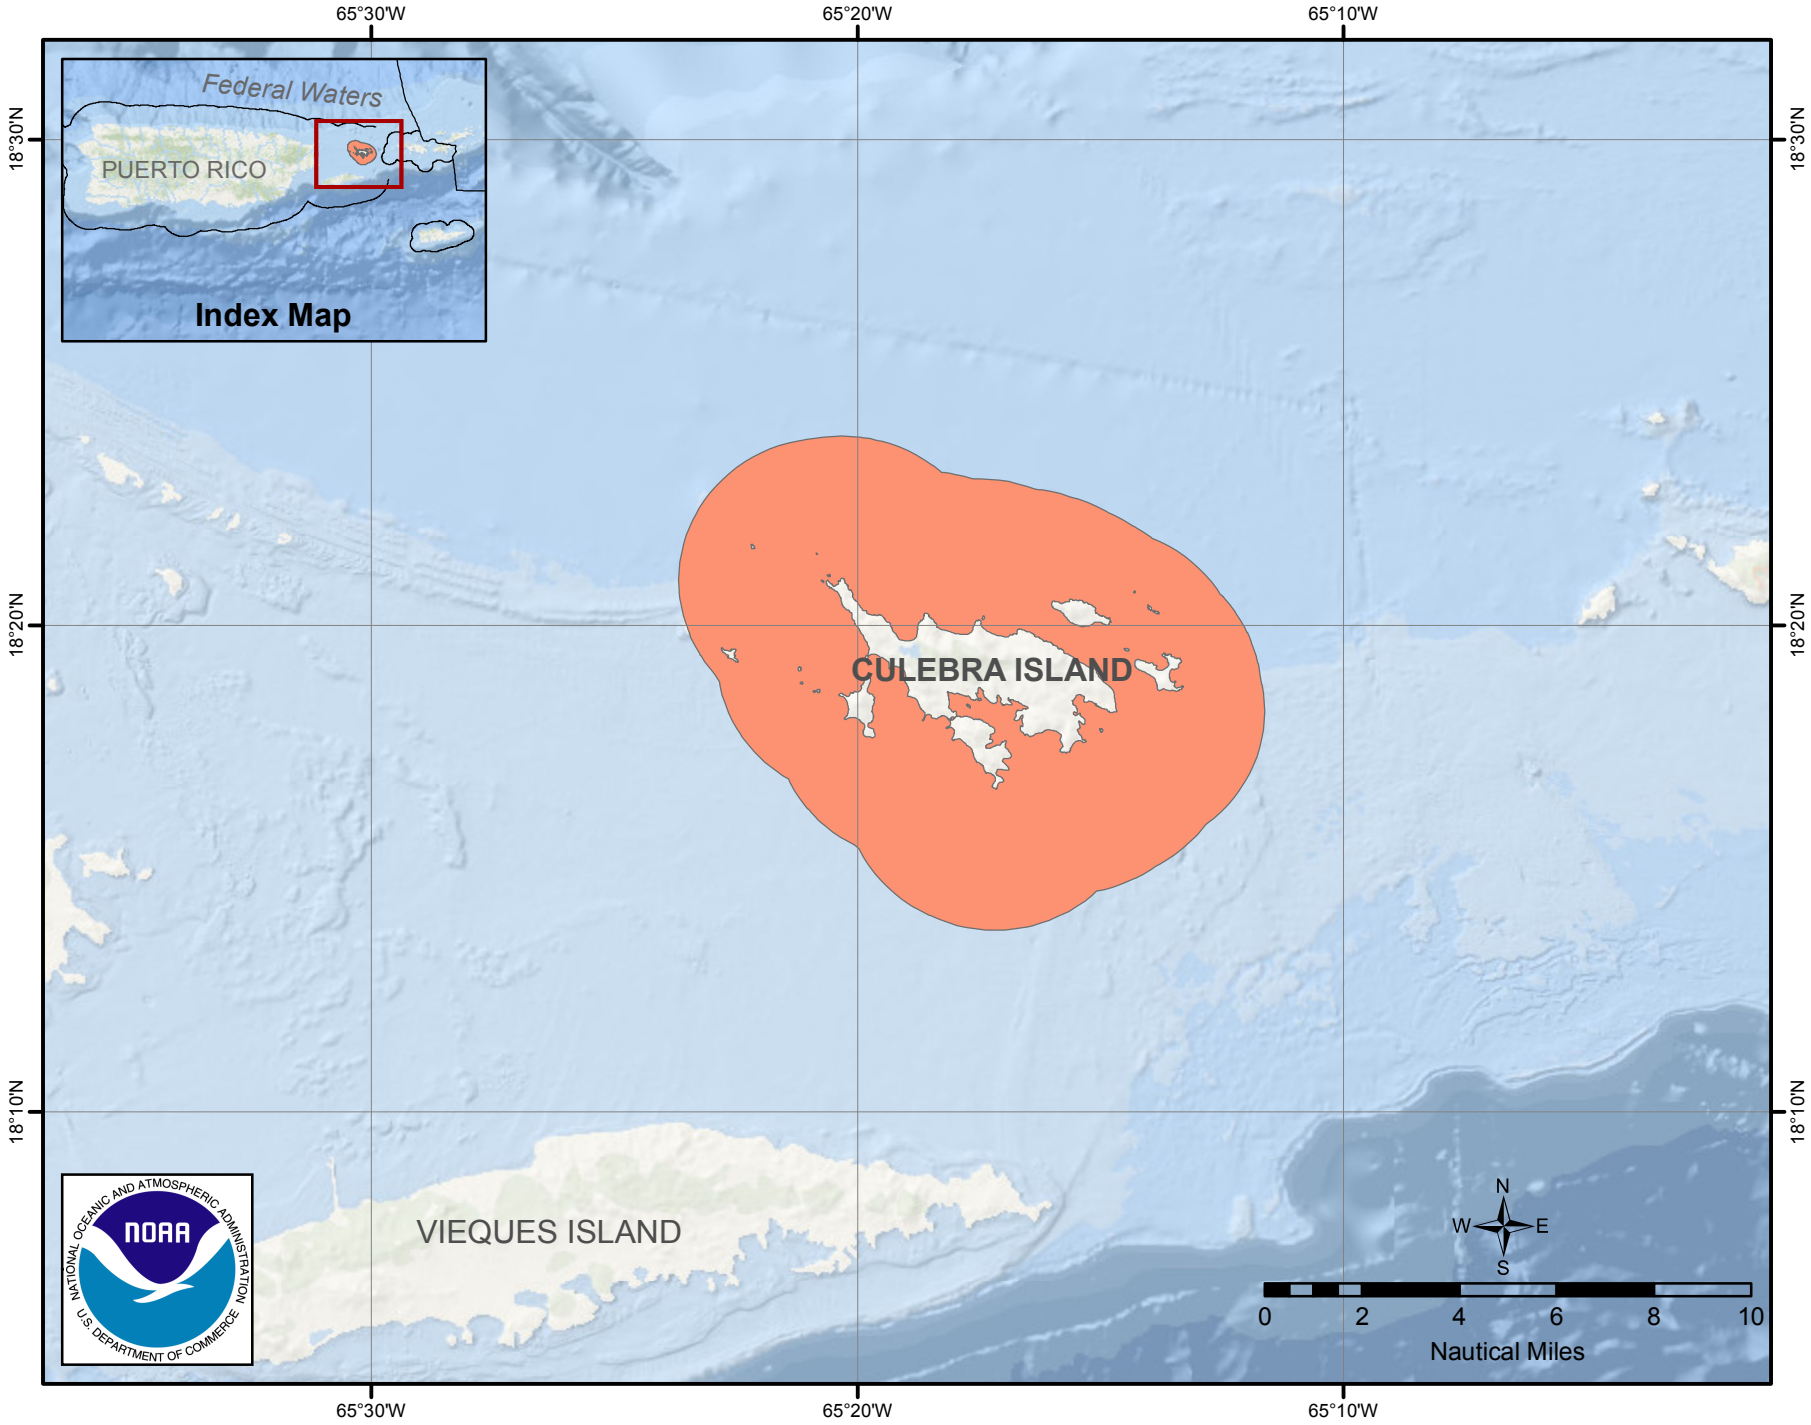 65°30'W
65°20'W
65°10'W
18°30'N
18°30'N
Federal Waters
PUERTO RICO
Index Map
18°20'N
18°20'N
CULEBRA ISLAND
18°10'N
18°10'N
VIEQUES ISLAND
NATIONAL OCEANIC AND ATMOSPHERIC ADMINISTRATION
NOAA
U.S. DEPARTMENT OF COMMERCE
N
W E
S
0 2 4 6 8 10
Nautical Miles
65°30'W
65°20'W
65°10'W